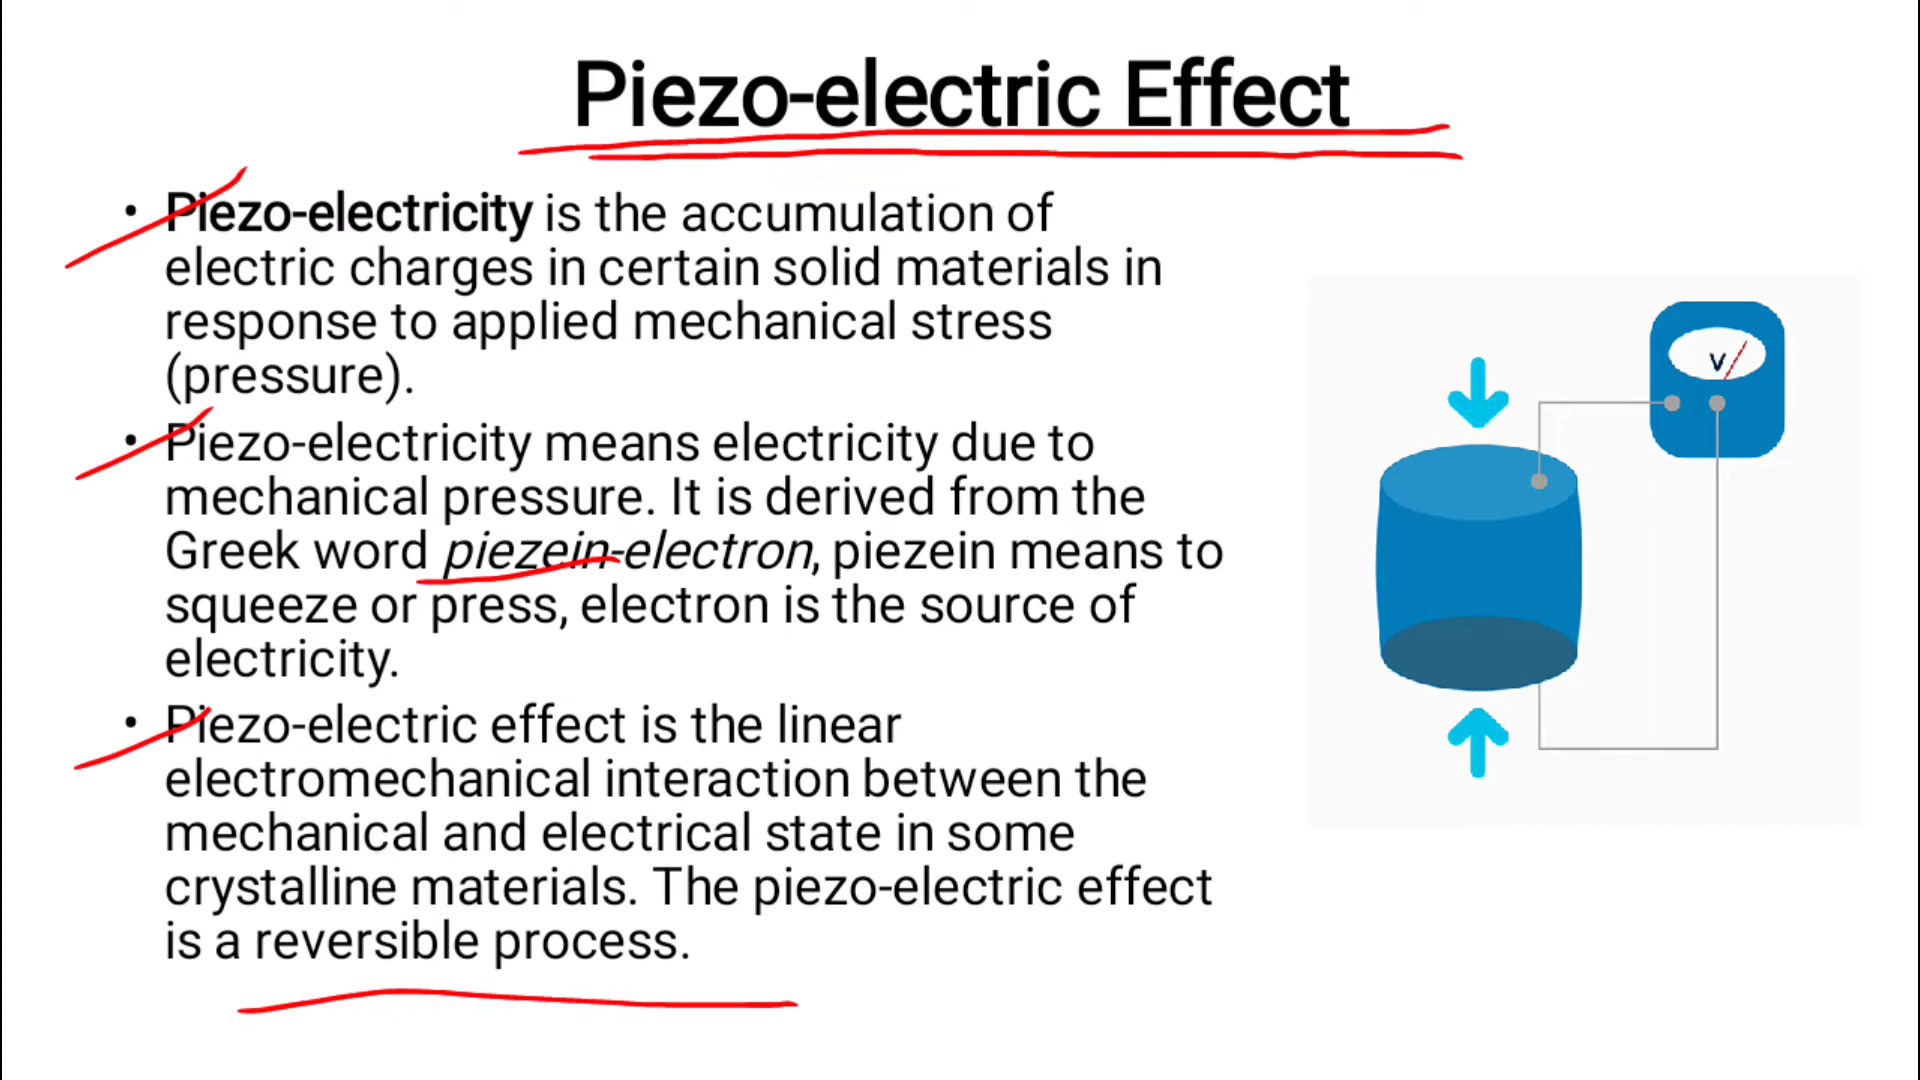 Piezo-electric Effect
• Piezo-electricity is the accumulation of
electric charges in certain solid materials in
response to applied mechanical stress
(pressure).
• Piezo-electricity means electricity due to
mechanical pressure. It is derived from the
Greek word piezein-electron, piezein means to
squeeze or press, electron is the source of
electricity.
• Piezo-electric effect is the linear
electromechanical interaction between the
mechanical and electrical state in some
crystalline materials. The piezo-electric effect
is a reversible process.
V